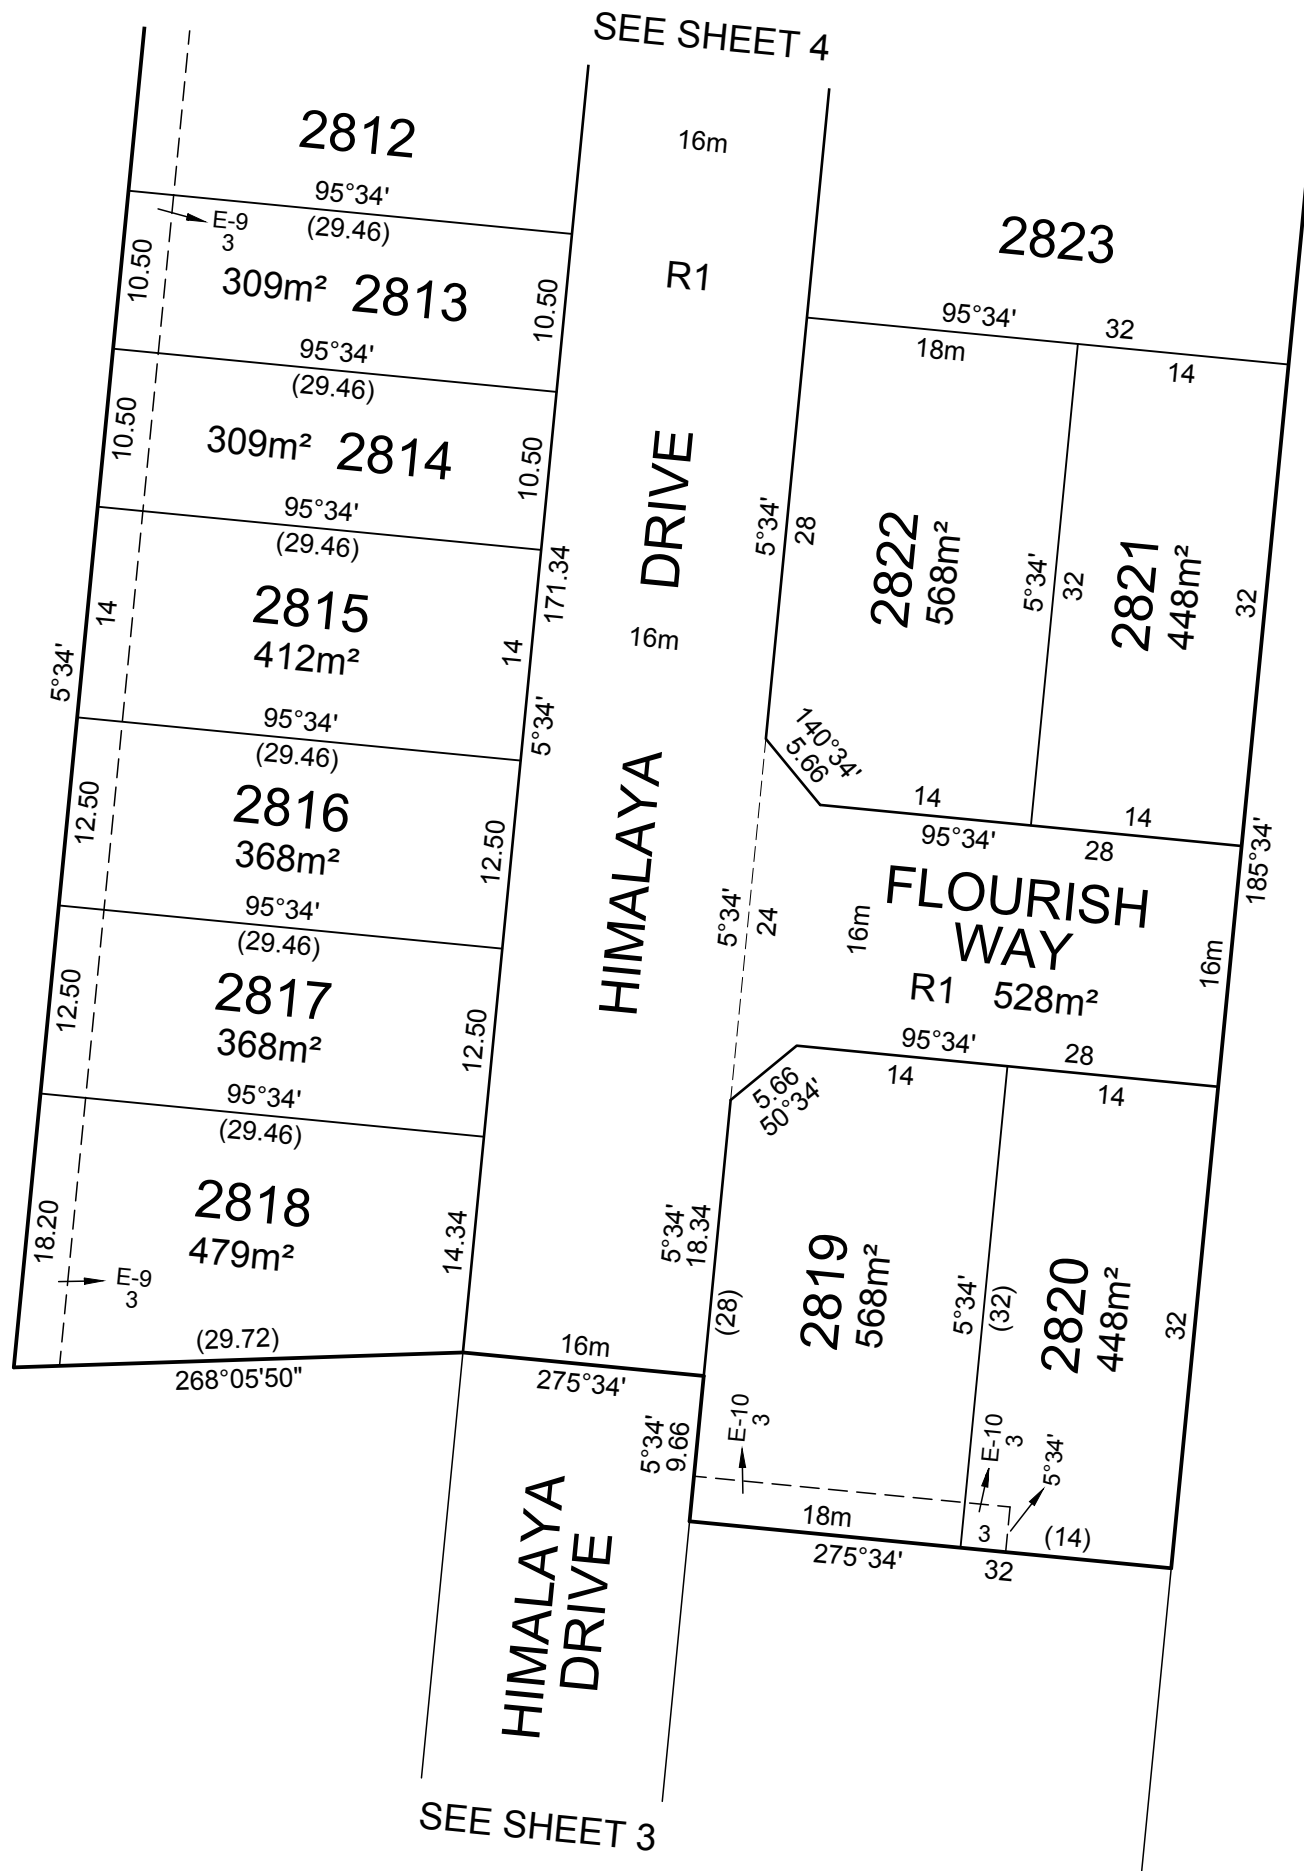 SEE SHEET 4
2812
95°34'
(29.46)
E-9
3
10.50
309m² 2813
10.50
95°34'
(29.46)
10.50
309m² 2814
10.50
95°34'
(29.46)
14
2815
412m²
14
5°34'
95°34'
(29.46)
12.50
2816
368m²
12.50
95°34'
(29.46)
12.50
2817
368m²
12.50
95°34'
(29.46)
18.20
2818
479m²
14.34
E-9
3
(29.72)
268°05'50"
16m
R1
171.34
5°34'
16m
HIMALAYA DRIVE
2823
95°34'
32
18m
14
5°34'
28
2822
568m²
5°34'
32
2821
448m²
32
140°34'
5.66
14
14
95°34'
28
185°34'
5°34'
24
16m
FLOURISH
WAY
R1 528m²
16m
95°34'
28
5.66
50°34'
14
14
5°34'
18.34
(28)
2819
568m²
5°34'
(32)
2820
448m²
32
16m
275°34'
5°34'
9.66
E-10
3
E-10
3
5°34'
18m
3
(14)
275°34'
32
HIMALAYA
DRIVE
SEE SHEET 3